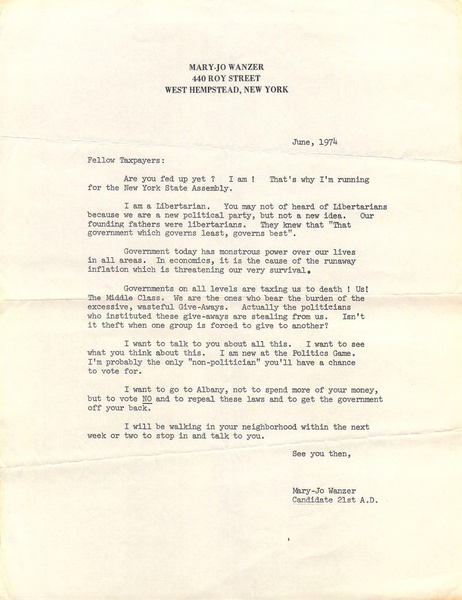 MARY-JO WANZER
440 ROY STREET
WEST HEMPSTEAD, NEW YORK
June, 1974
Fellow Taxpayers:
Are you fed up yet ? I am ! That's why I'm running
for the New York State Assembly.
I am a Libertarian. You may not of heard of Libertarians
because we are a new political party, but not a new idea. Our
founding fathers were libertarians. They knew that "That
government which governs least, governs best".
Government today has monstrous power over our lives
in all areas. In economics, it is the cause of the runaway
inflation which is threatening our very survival.
Governments on all levels are taxing us to death ! Us!
The Middle Class. We are the ones who bear the burden of the
excessive, wasteful Give-Aways. Actually the politicians
who instituted these give-aways are stealing from us. Isn't
it theft when one group is forced to give to another?
I want to talk to you about all this. I want to see
what you think about this. I am new at the Politics Game.
I'm probably the only "non-politician" you'll have a chance
to vote for.
I want to go to Albany, not to spend more of your money,
but to vote NO and to repeal these laws and to get the government
off your back.
I will be walking in your neighborhood within the next
week or two to stop in and talk to you.
See you then,
Mary-Jo Wanzer
Candidate 21st A.D.